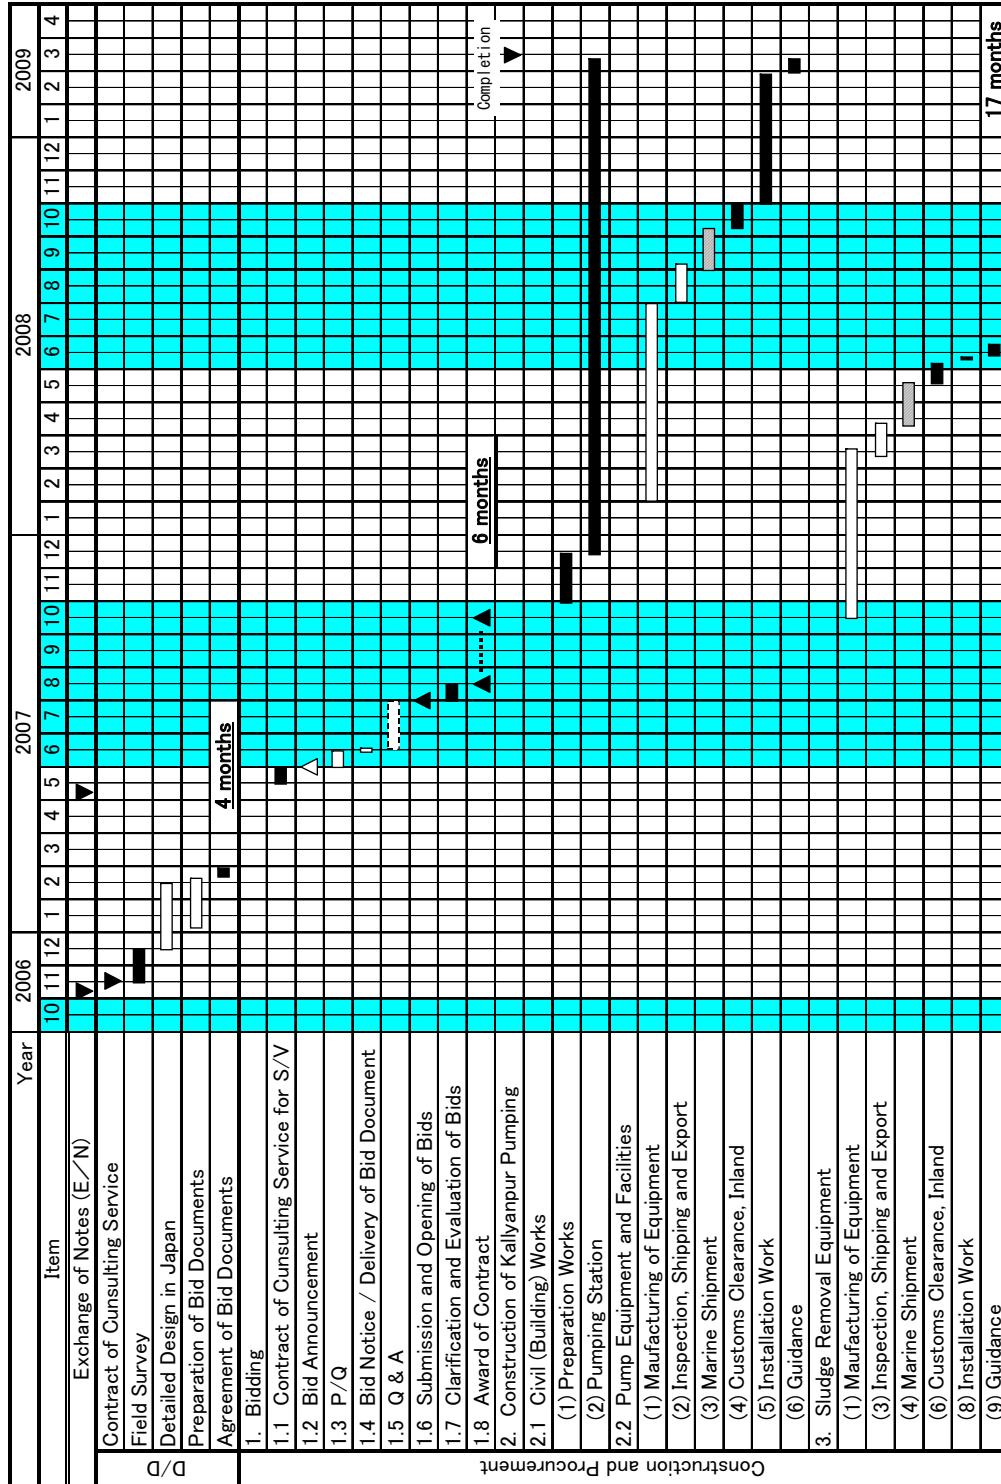 Year 2006 2007 2008 2009
Item 10 11 12 1 2 3 4 5 6 7 8 9 10 11 12 1 2 3 4 5 6 7 8 9 10 11 12 1 2 3 4
Exchange of Notes (E/N)
D/D
Contract of Cunsulting Service
Field Survey
Detailed Design in Japan
Preparation of Bid Documents
Agreement of Bid Documents
4 months
Construction and Procurement
1. Bidding
1.1 Contract of Cunsulting Service for S/V
1.2 Bid Announcement
1.3 P/Q
1.4 Bid Notice / Delivery of Bid Document
1.5 Q & A
1.6 Submission and Opening of Bids
1.7 Clarification and Evaluation of Bids
1.8 Award of Contract
6 months
Completion
2. Construction of Kallyanpur Pumping
2.1 Civil (Building) Works
(1) Preparation Works
(2) Pumping Station
2.2 Pump Equipment and Facilities
(1) Maufacturing of Equipment
(2) Inspection, Shipping and Export
(3) Marine Shipment
(4) Customs Clearance, Inland
(5) Installation Work
(6) Guidance
3. Sludge Removal Equipment
(1) Maufacturing of Equipment
(3) Inspection, Shipping and Export
(4) Marine Shipment
(6) Customs Clearance, Inland
(8) Installation Work
(9) Guidance
17 months